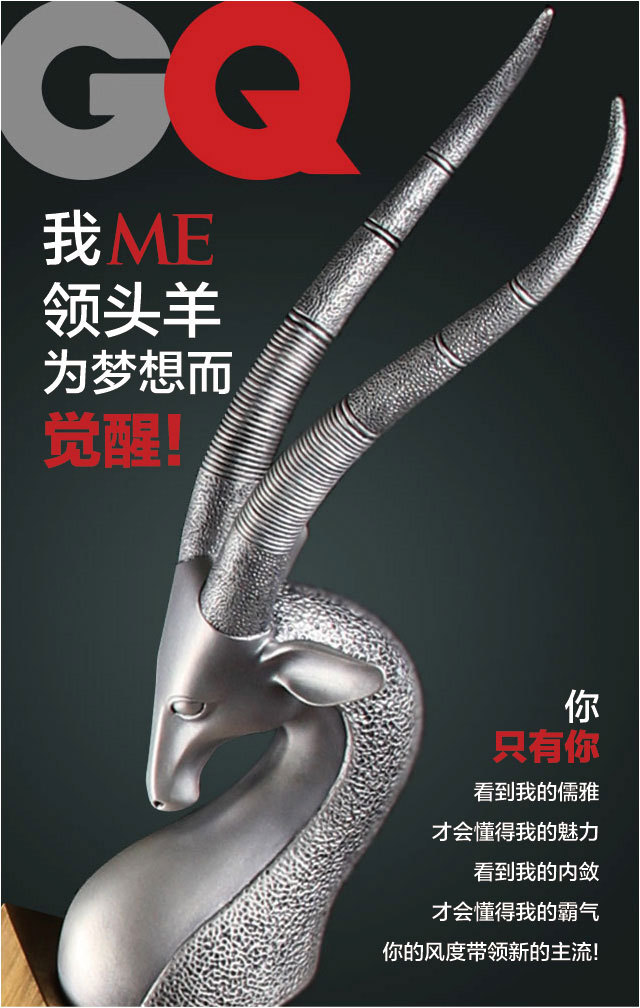 GQ
我ME
领头羊
为梦想而
觉醒!
你
只有你
看到我的儒雅
才会懂得我的魅力
看到我的内敛
才会懂得我的霸气
你的风度带领新的主流!